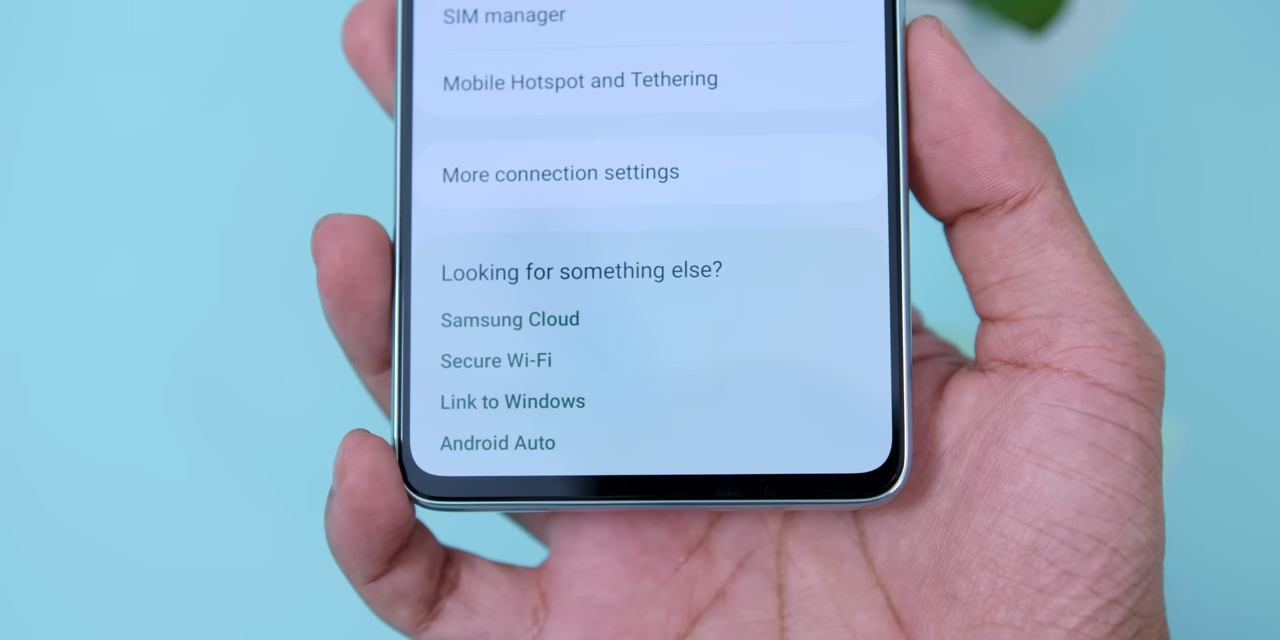 SIM manager
Mobile Hotspot and Tethering
More connection settings
Looking for something else?
Samsung Cloud
Secure Wi-Fi
Link to Windows
Android Auto